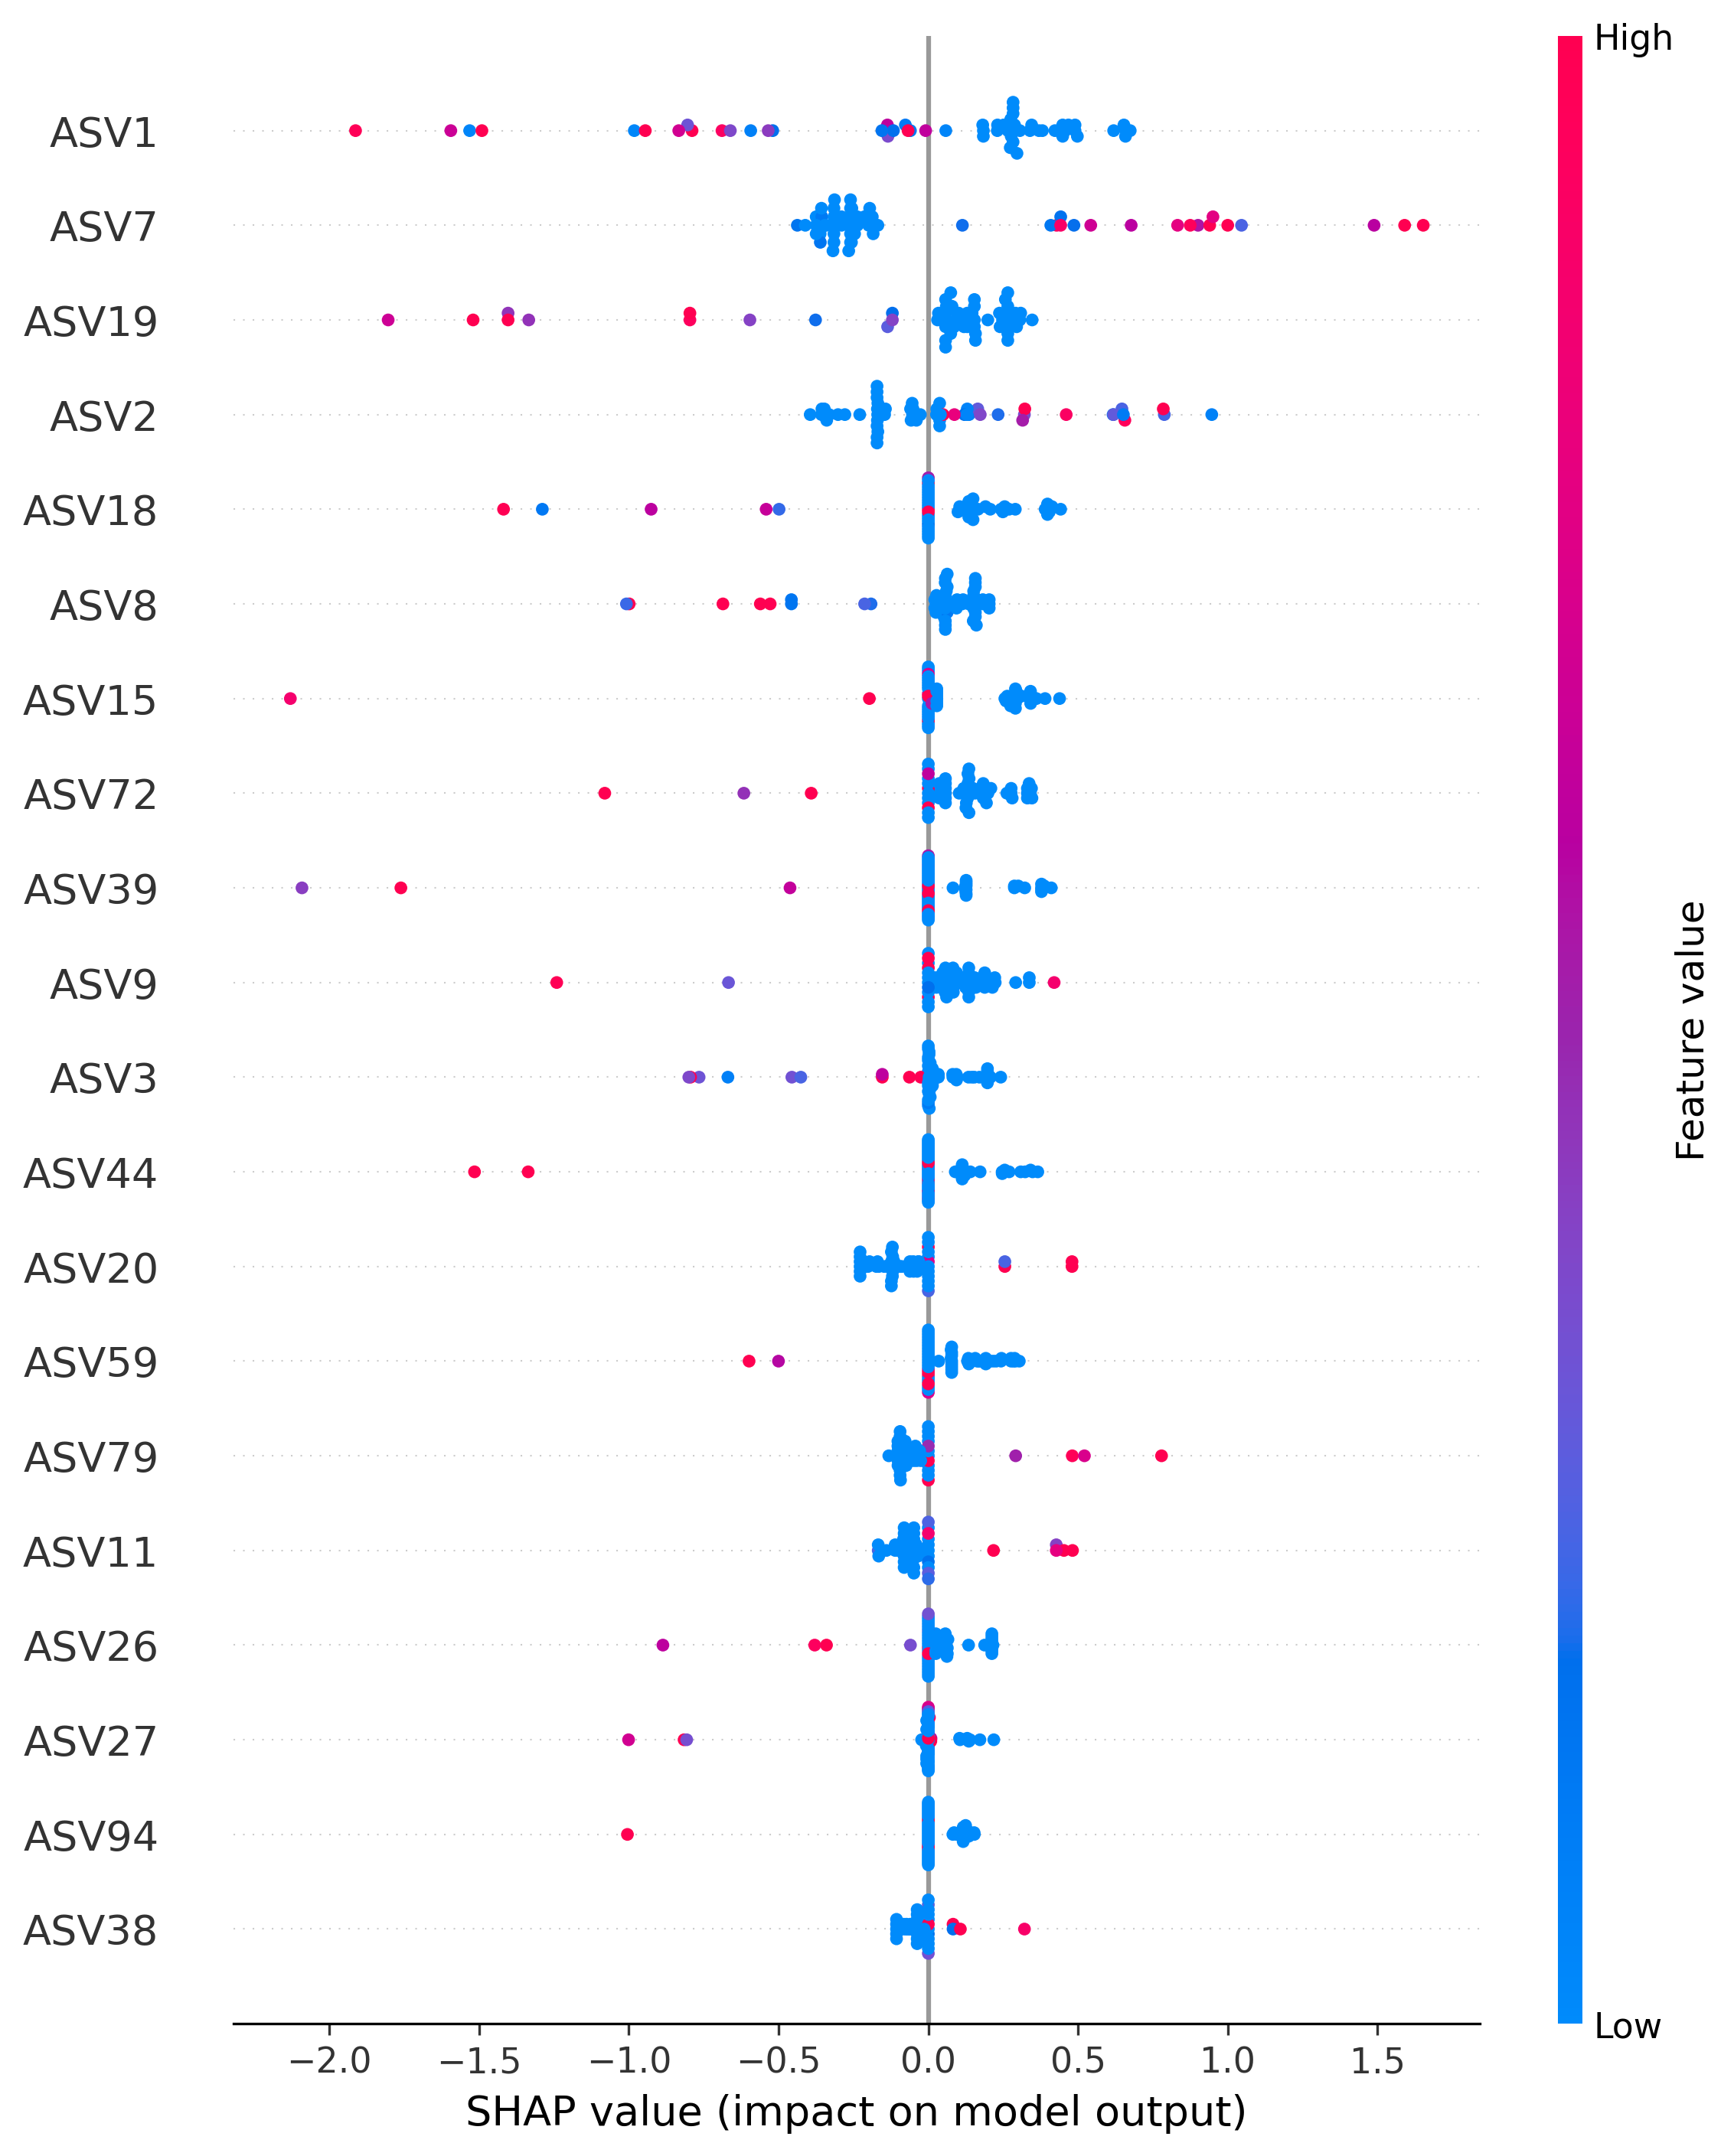 High
ASV1
ASV7
ASV19
ASV2
ASV18
ASV8
ASV15
ASV72
ASV39
ASV9
ASV3
ASV44
ASV20
ASV59
ASV79
ASV11
ASV26
ASV27
ASV94
ASV38
Feature value
Low
−2.0 −1.5 −1.0 −0.5 0.0 0.5 1.0 1.5
SHAP value (impact on model output)